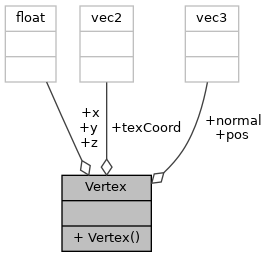 float
vec2
vec3
+x
+y
+z
+texCoord
+normal
+pos
Vertex
+ Vertex()